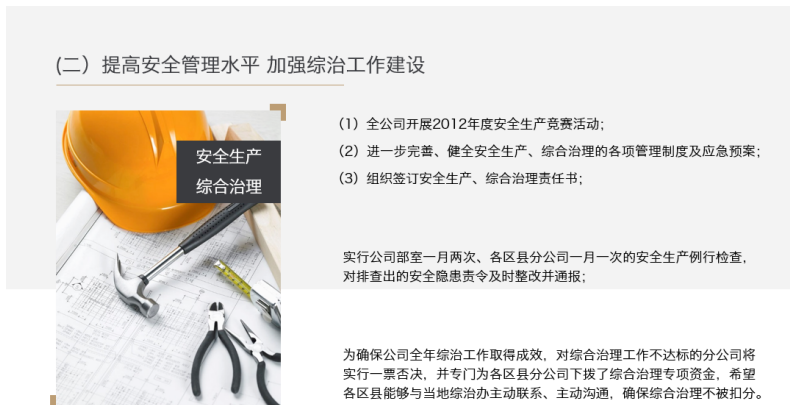 (二）提高安全管理水平 加强综治工作建设
安全生产
综合治理
（1）全公司开展2012年度安全生产竞赛活动；
（2）进一步完善、健全安全生产、综合治理的各项管理制度及应急预案；
（3）组织签订安全生产、综合治理责任书；
实行公司部室一月两次、各区县分公司一月一次的安全生产例行检查，
对排查出的安全隐患责令及时整改并通报；
为确保公司全年综治工作取得成效，对综合治理工作不达标的分公司将
实行一票否决，并专门为各区县分公司下拨了综合治理专项资金，希望
各区县能够与当地综治办主动联系、主动沟通，确保综合治理不被扣分。